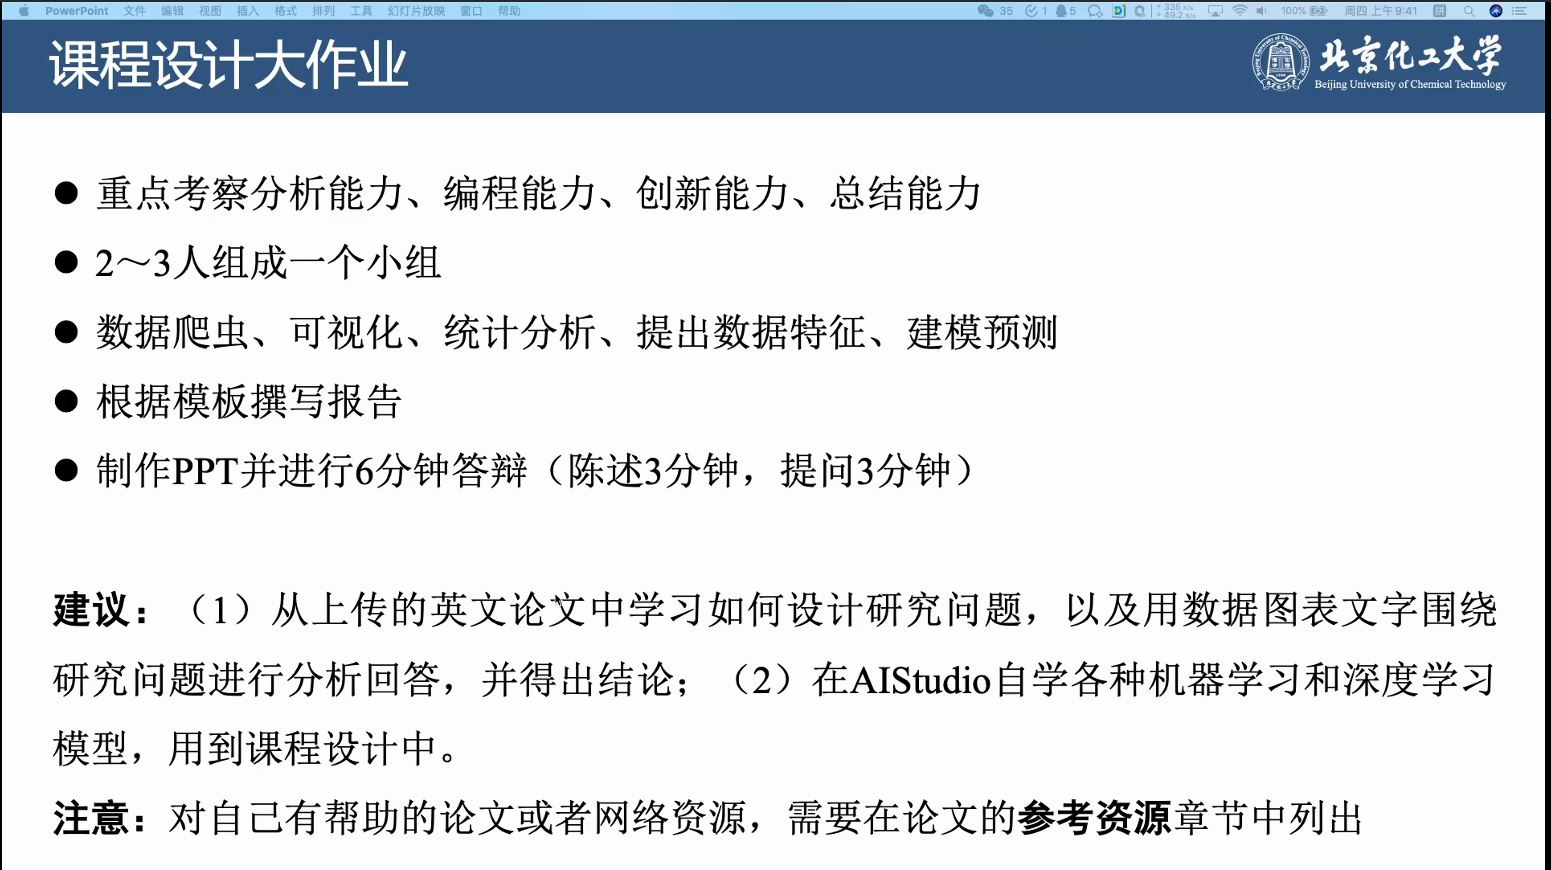 PowerPoint 文件 编辑 视图 插入 格式 排列 工具 幻灯片放映 窗口 帮助 35 1 5 335 K/s 49.2 K/s 100% 周四 上午9:41 拼
课程设计大作业
北京化工大学
Beijing University of Chemical Technology
● 重点考察分析能力、编程能力、创新能力、总结能力
● 2～3人组成一个小组
● 数据爬虫、可视化、统计分析、提出数据特征、建模预测
● 根据模板撰写报告
● 制作PPT并进行6分钟答辩（陈述3分钟，提问3分钟）
建议：（1）从上传的英文论文中学习如何设计研究问题，以及用数据图表文字围绕
研究问题进行分析回答，并得出结论；（2）在AIStudio自学各种机器学习和深度学习
模型，用到课程设计中。
注意：对自己有帮助的论文或者网络资源，需要在论文的参考资源章节中列出